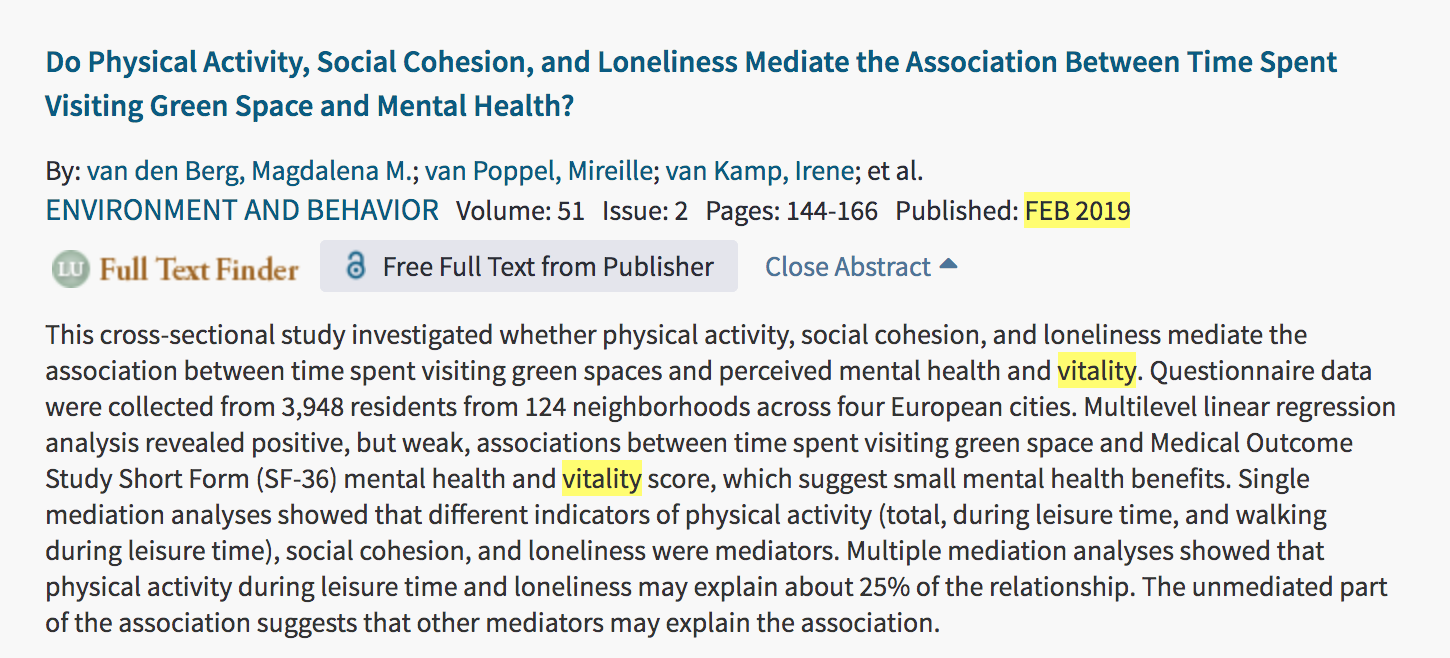 Do Physical Activity, Social Cohesion, and Loneliness Mediate the Association Between Time Spent
Visiting Green Space and Mental Health?
By: van den Berg, Magdalena M.; van Poppel, Mireille; van Kamp, Irene; et al.
ENVIRONMENT AND BEHAVIOR Volume: 51 Issue: 2 Pages: 144-166 Published: FEB 2019
LU Full Text Finder Free Full Text from Publisher Close Abstract
This cross-sectional study investigated whether physical activity, social cohesion, and loneliness mediate the
association between time spent visiting green spaces and perceived mental health and vitality. Questionnaire data
were collected from 3,948 residents from 124 neighborhoods across four European cities. Multilevel linear regression
analysis revealed positive, but weak, associations between time spent visiting green space and Medical Outcome
Study Short Form (SF-36) mental health and vitality score, which suggest small mental health benefits. Single
mediation analyses showed that different indicators of physical activity (total, during leisure time, and walking
during leisure time), social cohesion, and loneliness were mediators. Multiple mediation analyses showed that
physical activity during leisure time and loneliness may explain about 25% of the relationship. The unmediated part
of the association suggests that other mediators may explain the association.